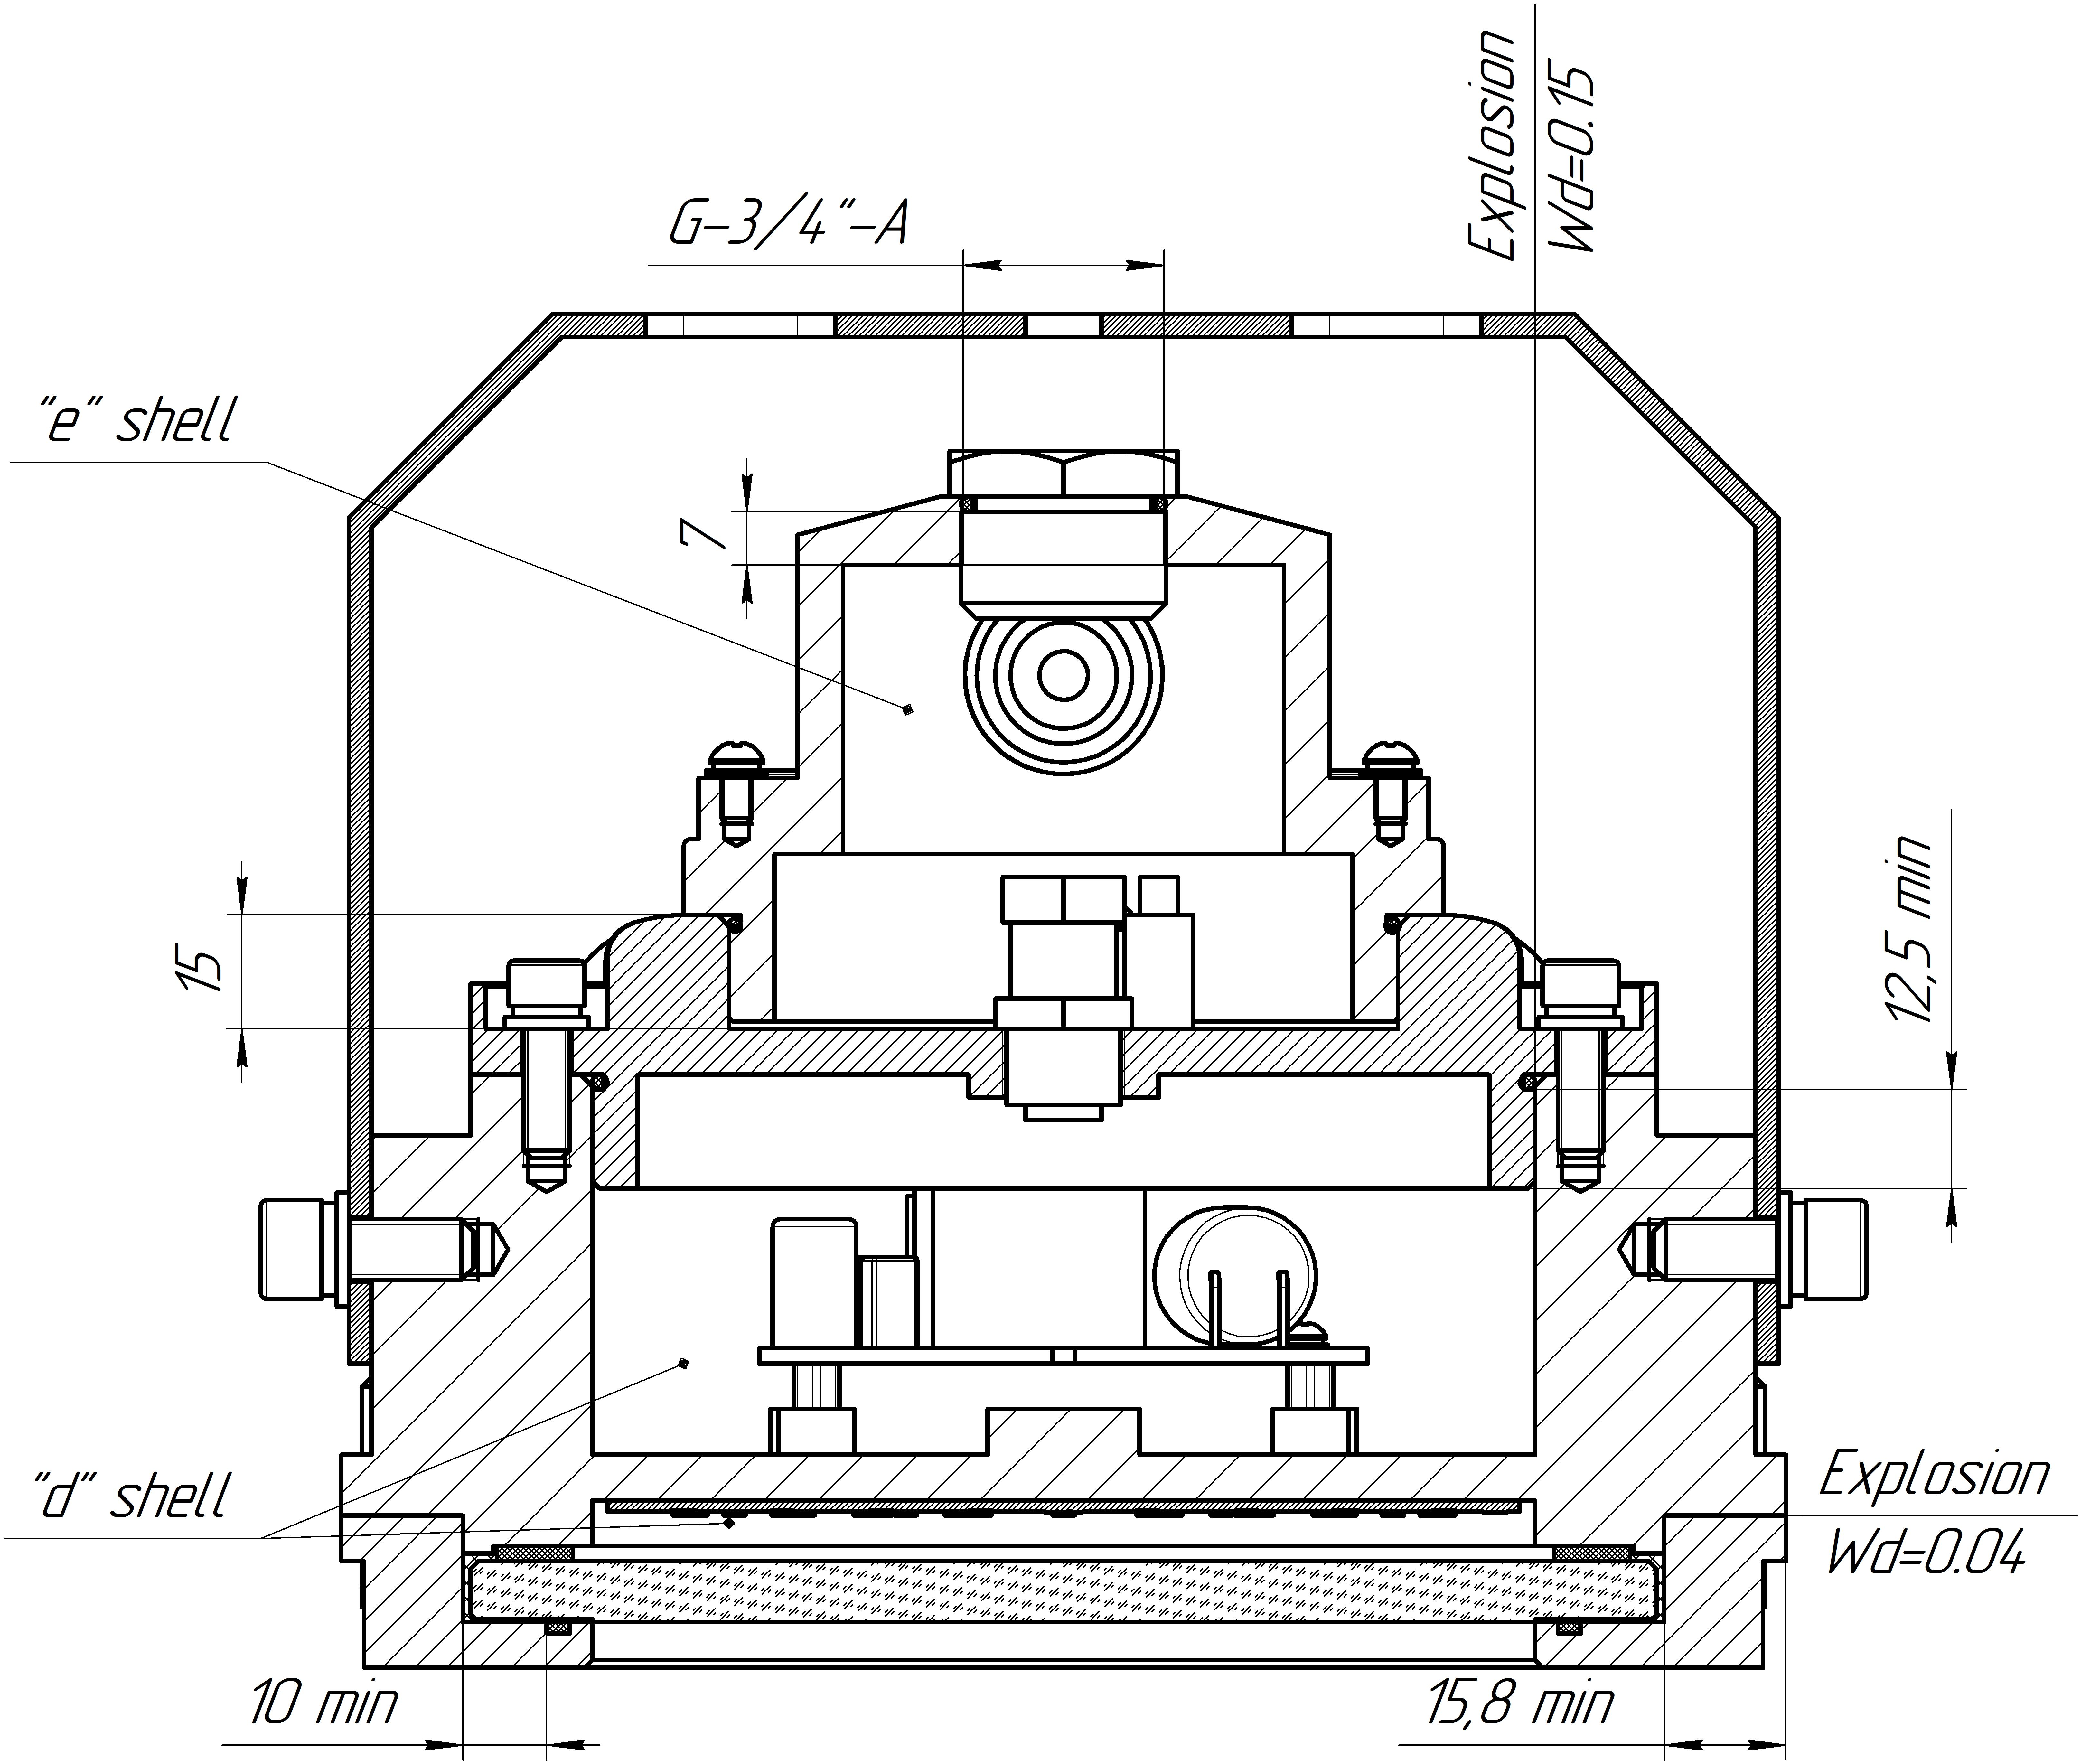 Explosion
Wd=0.15
G-3/4"-A
"e" shell
7
15
12,5 min
"d" shell
Explosion
Wd=0.04
10 min
15,8 min